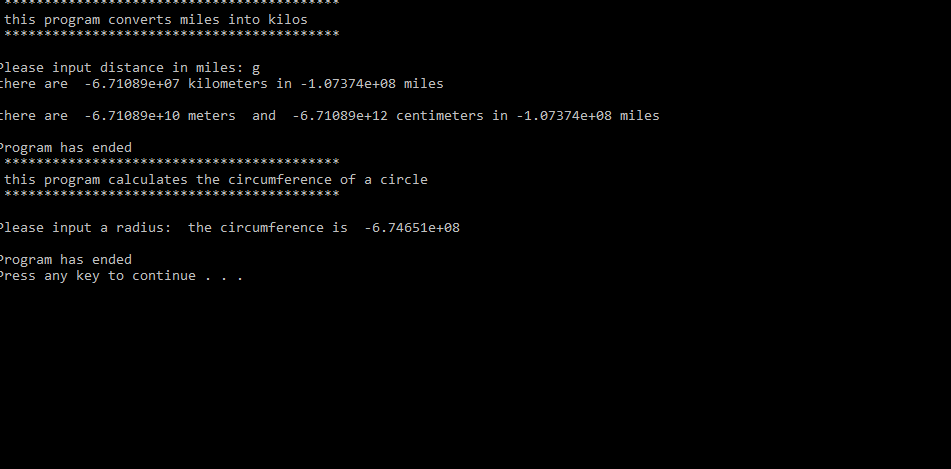 ******************************************
this program converts miles into kilos
******************************************
Please input distance in miles: g
there are  -6.71089e+07 kilometers in -1.07374e+08 miles
there are  -6.71089e+10 meters  and  -6.71089e+12 centimeters in -1.07374e+08 miles
Program has ended
******************************************
this program calculates the circumference of a circle
******************************************
Please input a radius:  the circumference is  -6.74651e+08
Program has ended
Press any key to continue . . .